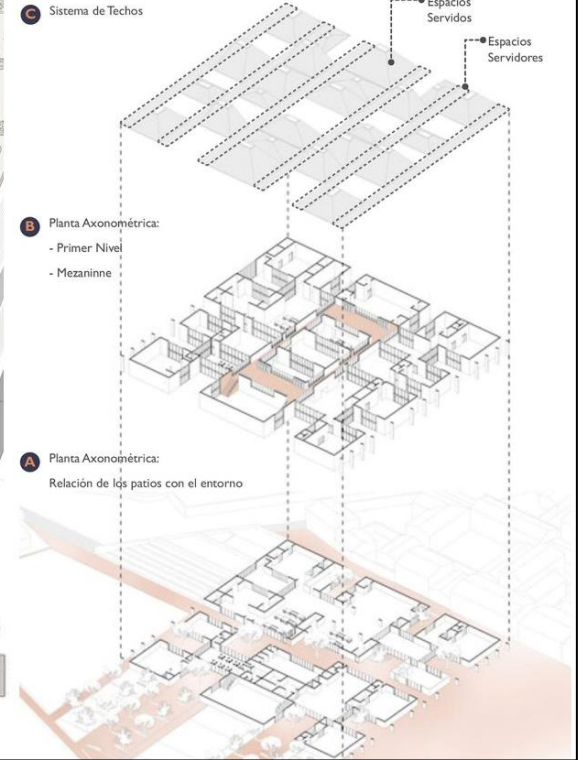 C Sistema de Techos
Espacios
Servidos
Espacios
Servidores
B Planta Axonométrica:
- Primer Nivel
- Mezaninne
A Planta Axonométrica:
Relación de los patios con el entorno